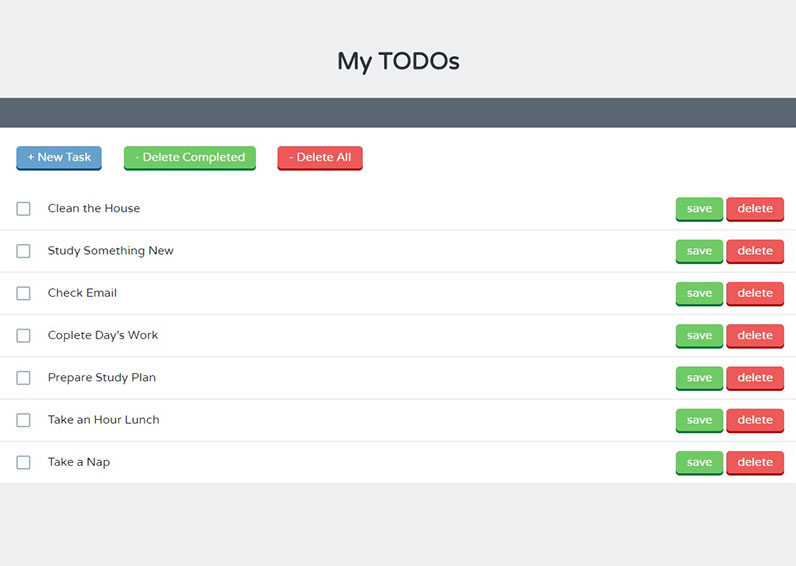 My TODOs
+ New Task - Delete Completed - Delete All
Clean the House save delete
Study Something New save delete
Check Email save delete
Coplete Day's Work save delete
Prepare Study Plan save delete
Take an Hour Lunch save delete
Take a Nap save delete